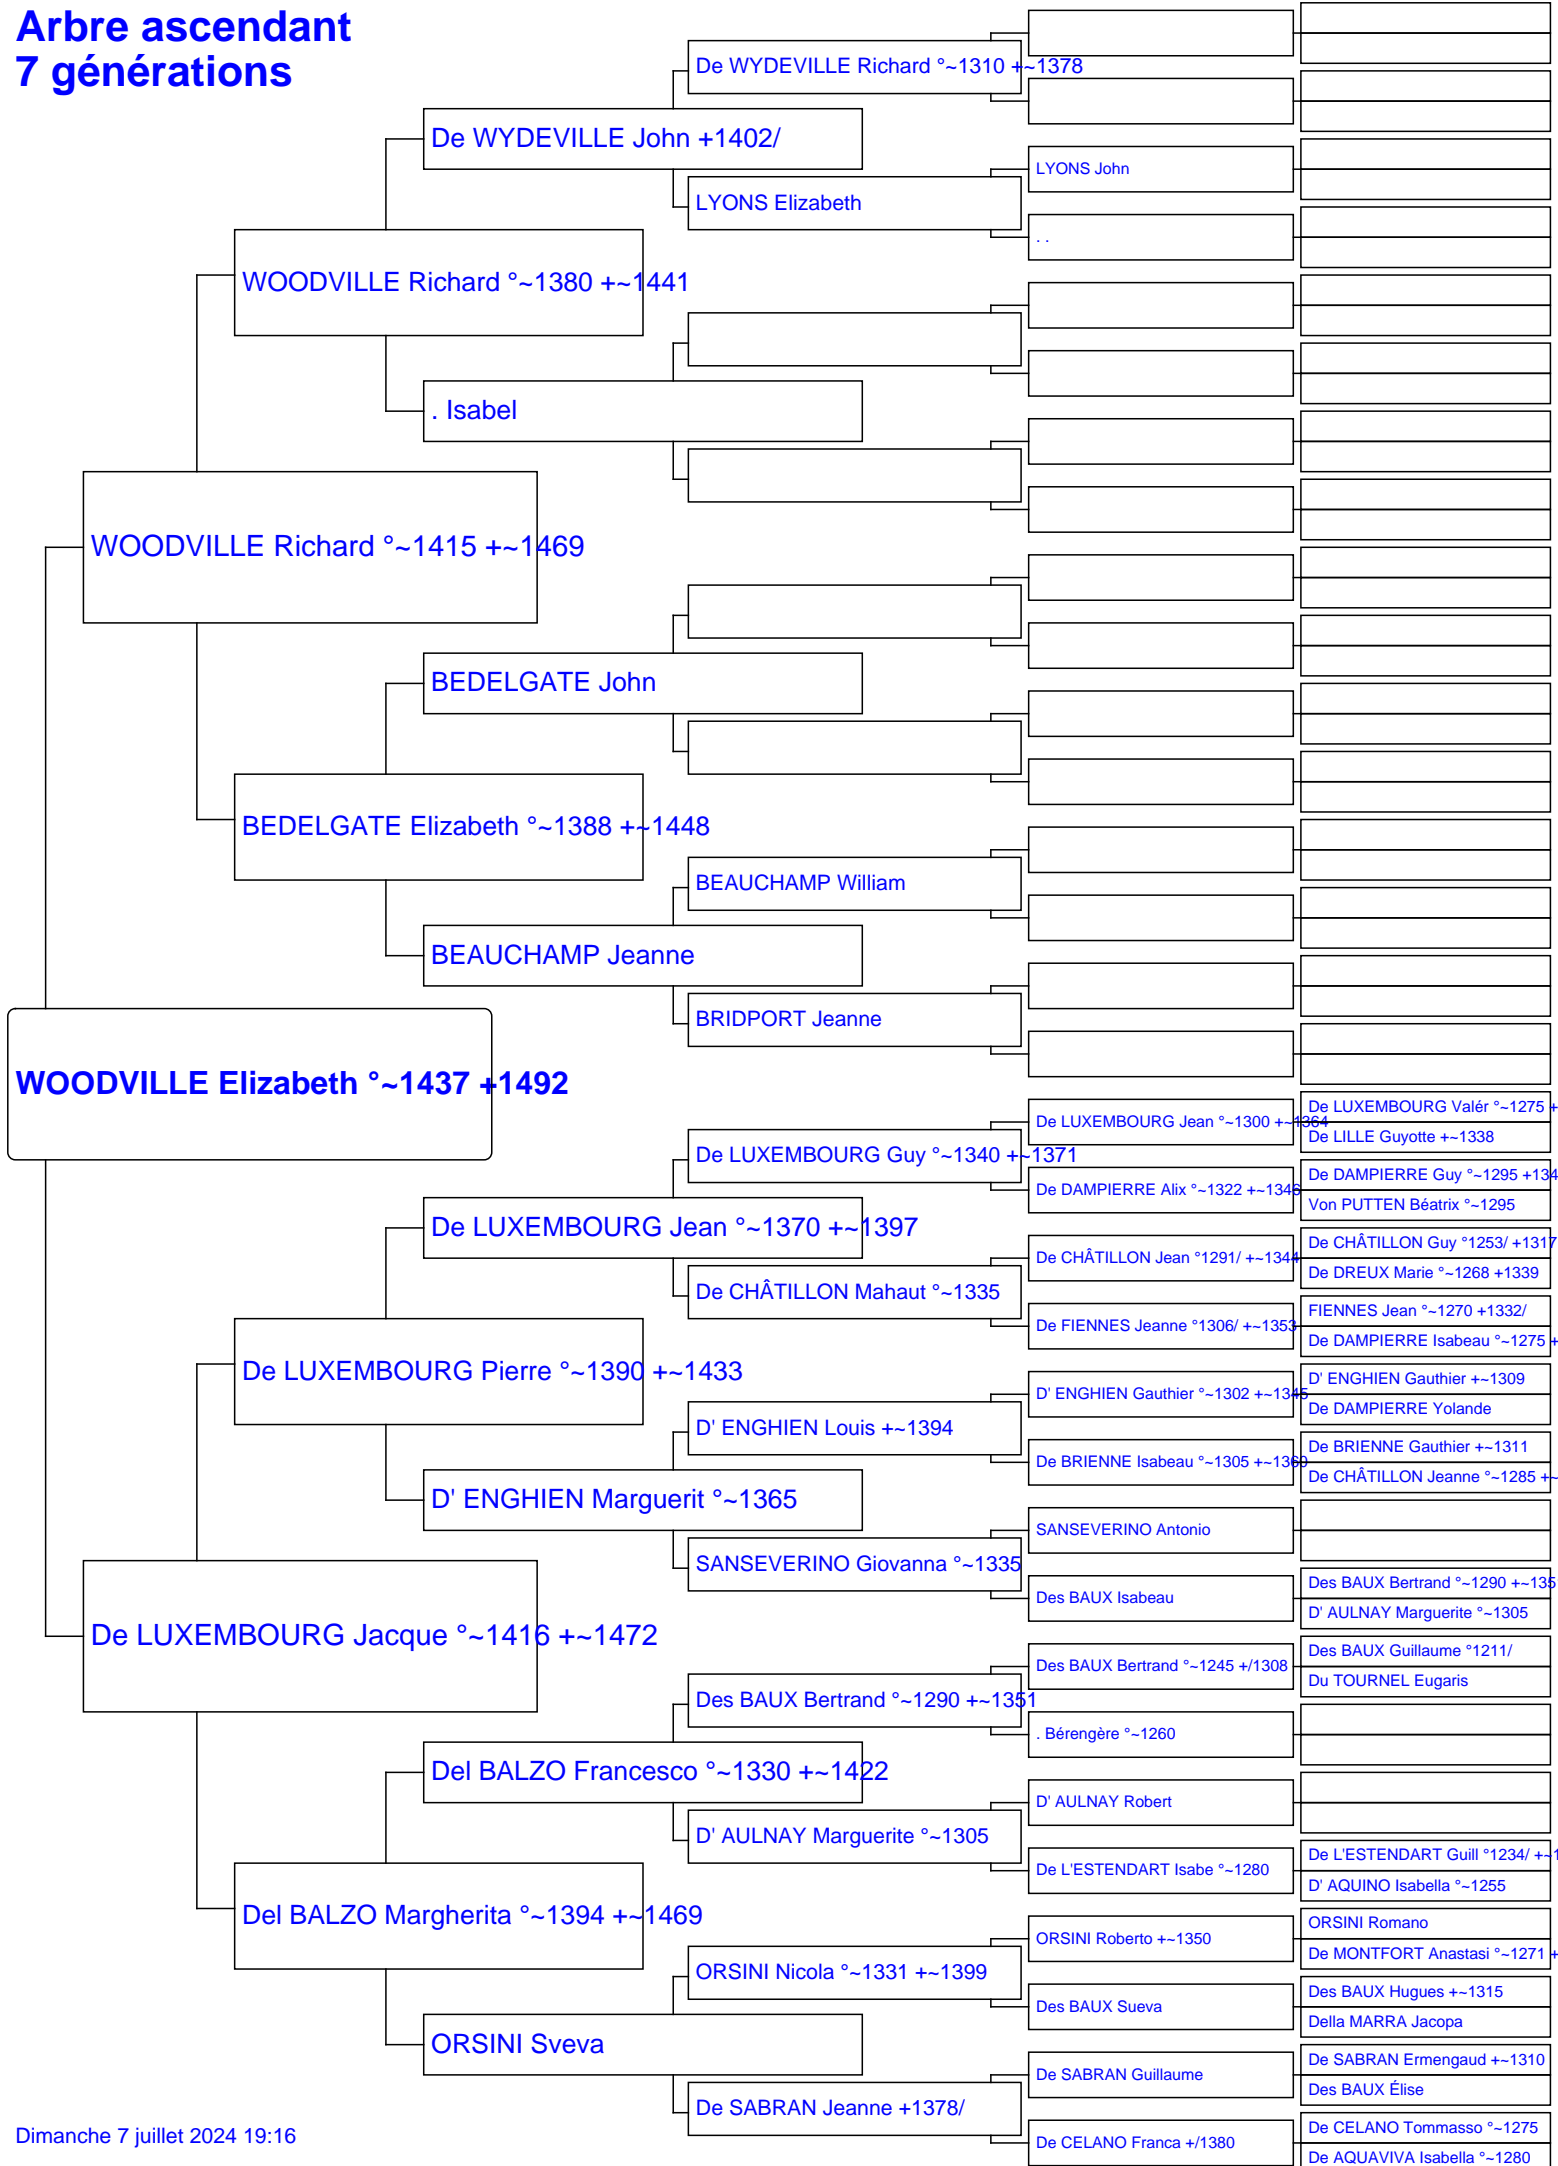 Arbre ascendant
7 générations
De WYDEVILLE Richard °~1310 +~1378
De WYDEVILLE John +1402/
LYONS John
LYONS Elizabeth
. .
WOODVILLE Richard °~1380 +~1441
. Isabel
WOODVILLE Richard °~1415 +~1469
BEDELGATE John
BEDELGATE Elizabeth °~1388 +~1448
BEAUCHAMP William
BEAUCHAMP Jeanne
BRIDPORT Jeanne
WOODVILLE Elizabeth °~1437 +1492
De LUXEMBOURG Valér °~1275 +
De LUXEMBOURG Jean °~1300 +~1364
De LILLE Guyotte +~1338
De LUXEMBOURG Guy °~1340 +~1371
De DAMPIERRE Guy °~1295 +134
De DAMPIERRE Alix °~1322 +~1346
Von PUTTEN Béatrix °~1295
De LUXEMBOURG Jean °~1370 +~1397
De CHÂTILLON Guy °1253/ +1317
De CHÂTILLON Jean °1291/ +~1344
De DREUX Marie °~1268 +1339
De CHÂTILLON Mahaut °~1335
FIENNES Jean °~1270 +1332/
De FIENNES Jeanne °1306/ +~1353
De DAMPIERRE Isabeau °~1275 +
De LUXEMBOURG Pierre °~1390 +~1433
D' ENGHIEN Gauthier +~1309
D' ENGHIEN Gauthier °~1302 +~1345
De DAMPIERRE Yolande
D' ENGHIEN Louis +~1394
De BRIENNE Gauthier +~1311
De BRIENNE Isabeau °~1305 +~1360
De CHÂTILLON Jeanne °~1285 +~
D' ENGHIEN Marguerit °~1365
SANSEVERINO Antonio
SANSEVERINO Giovanna °~1335
Des BAUX Bertrand °~1290 +~135
Des BAUX Isabeau
D' AULNAY Marguerite °~1305
De LUXEMBOURG Jacque °~1416 +~1472
Des BAUX Guillaume °1211/
Des BAUX Bertrand °~1245 +/1308
Du TOURNEL Eugaris
Des BAUX Bertrand °~1290 +~1351
. Bérengère °~1260
Del BALZO Francesco °~1330 +~1422
D' AULNAY Robert
D' AULNAY Marguerite °~1305
De L'ESTENDART Guill °1234/ +~1
De L'ESTENDART Isabe °~1280
D' AQUINO Isabella °~1255
Del BALZO Margherita °~1394 +~1469
ORSINI Romano
ORSINI Roberto +~1350
De MONTFORT Anastasi °~1271 +
ORSINI Nicola °~1331 +~1399
Des BAUX Hugues +~1315
Des BAUX Sueva
Della MARRA Jacopa
ORSINI Sveva
De SABRAN Ermengaud +~1310
De SABRAN Guillaume
Des BAUX Élise
De SABRAN Jeanne +1378/
De CELANO Tommasso °~1275
De CELANO Franca +/1380
De AQUAVIVA Isabella °~1280
Dimanche 7 juillet 2024 19:16